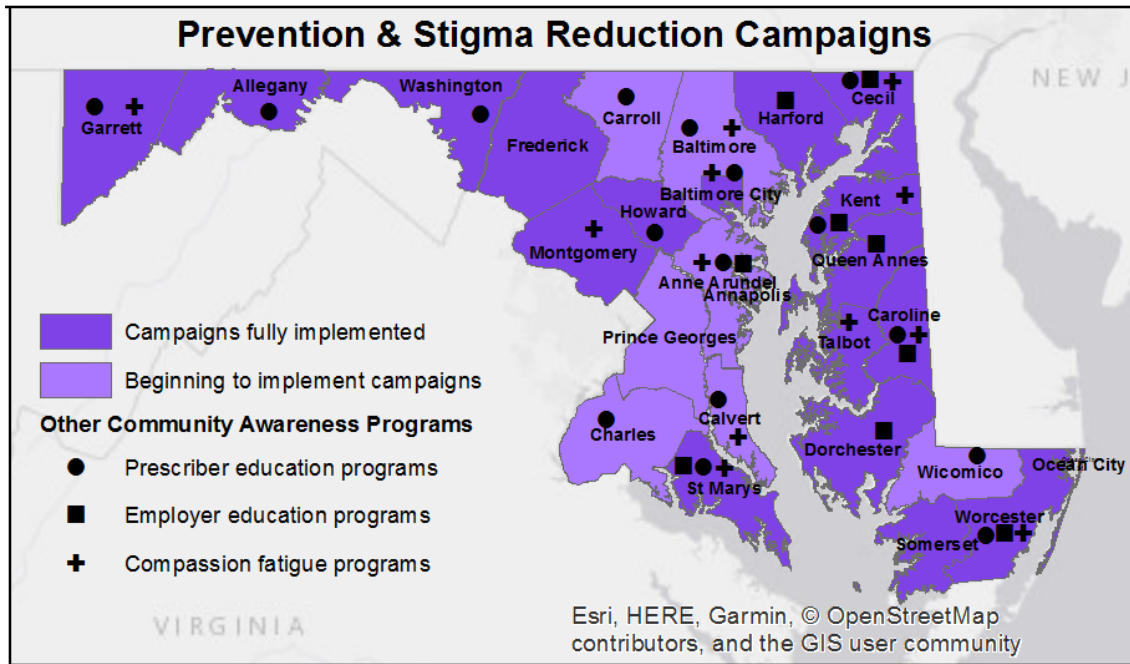 Prevention & Stigma Reduction Campaigns
NEW J
Garrett
Allegany
Washington
Frederick
Carroll
Baltimore
Harford
Cecil
Baltimore City
Howard
Montgomery
Kent
Queen Annes
Anne Arundel
Annapolis
Prince Georges
Talbot
Caroline
Calvert
Charles
St Marys
Dorchester
Wicomico
Ocean City
Worcester
Somerset
Campaigns fully implemented
Beginning to implement campaigns
Other Community Awareness Programs
Prescriber education programs
Employer education programs
Compassion fatigue programs
VIRGINIA
Esri, HERE, Garmin, © OpenStreetMap
contributors, and the GIS user community